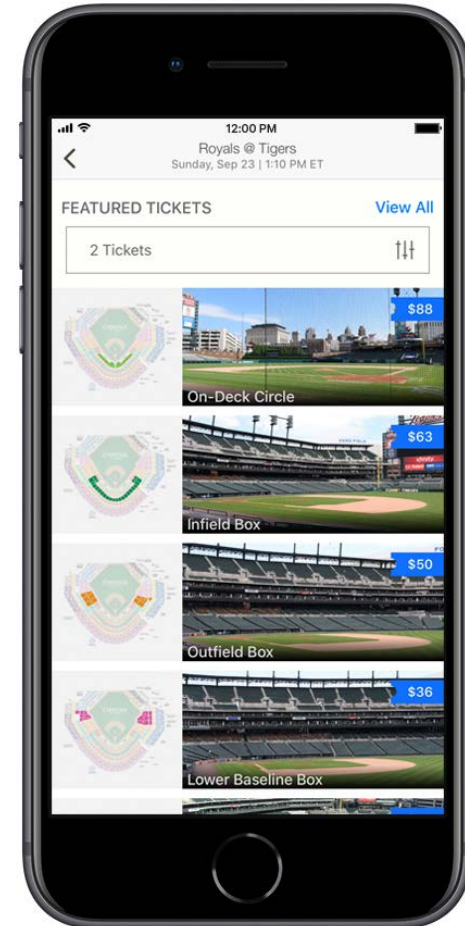 12:00 PM
Royals @ Tigers
Sunday, Sep 23 | 1:10 PM ET
FEATURED TICKETS
View All
2 Tickets
$88
On-Deck Circle
$63
Infield Box
$50
Outfield Box
$36
Lower Baseline Box